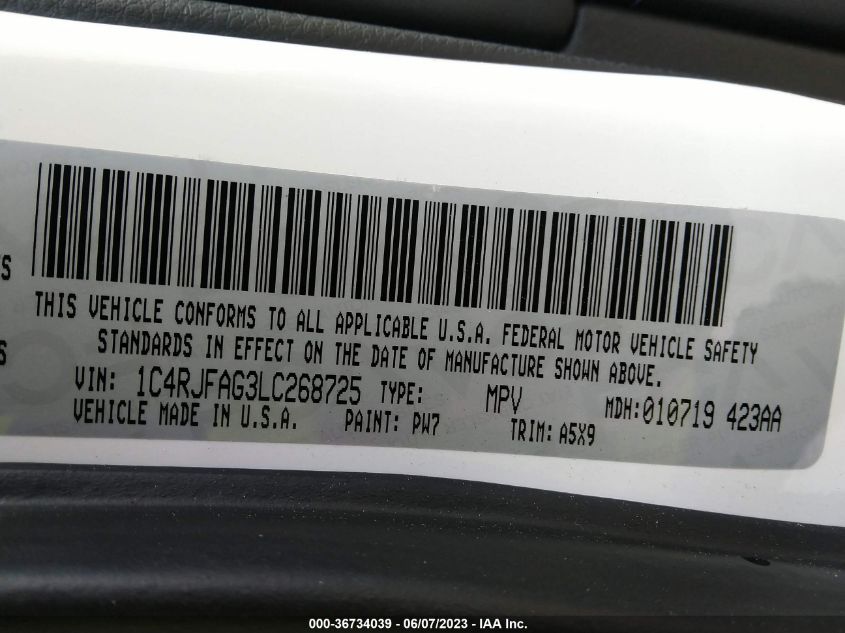 THIS VEHICLE CONFORMS TO ALL APPLICABLE U.S.A. FEDERAL MOTOR VEHICLE SAFETY
STANDARDS IN EFFECT ON THE DATE OF MANUFACTURE SHOWN ABOVE.
VIN: 1C4RJFAG3LC268725 TYPE: MPV MDH:010719 423AA
VEHICLE MADE IN U.S.A. PAINT: PW7 TRIM: A5X9
000-36734039 - 06/07/2023 - IAA Inc.